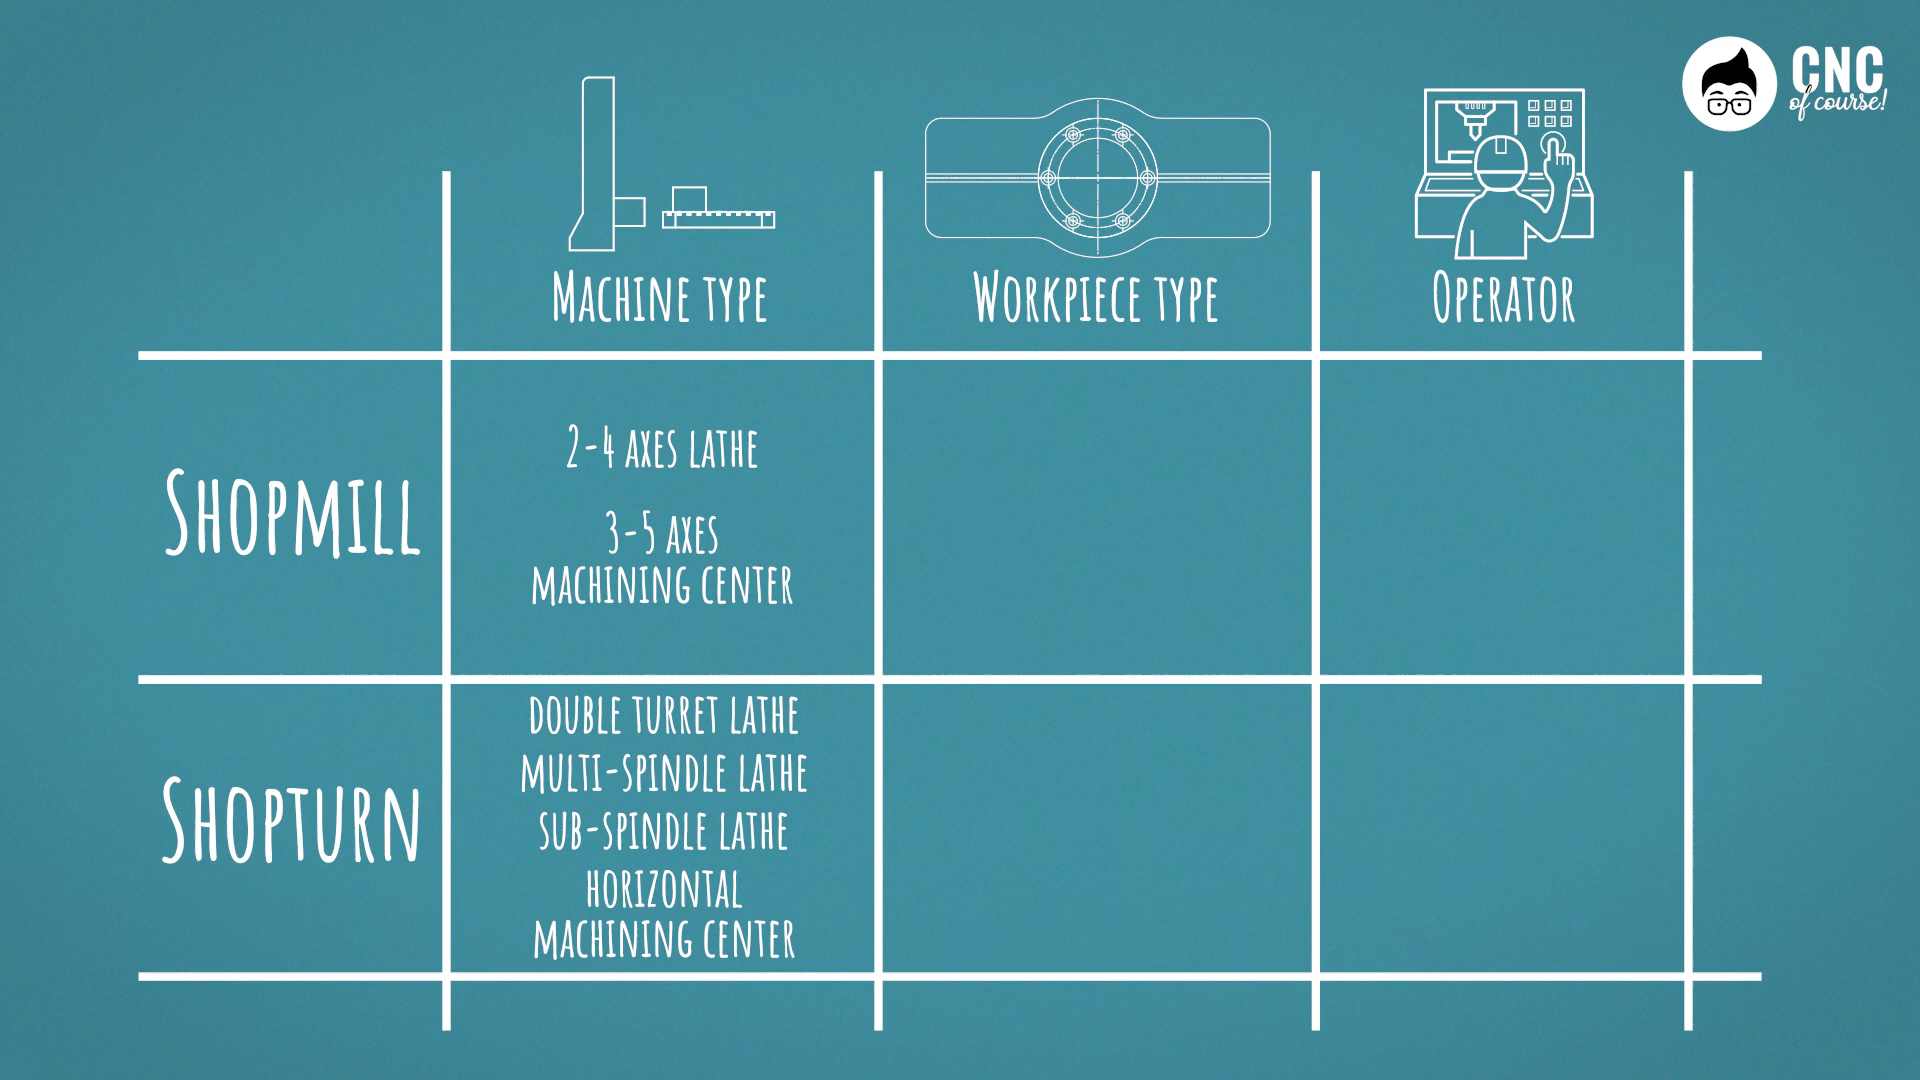 CNC
of course!
Machine type
Workpiece type
Operator
Shopmill
2-4 axes lathe
3-5 axes
machining center
Shopturn
double turret lathe
multi-spindle lathe
sub-spindle lathe
horizontal
machining center